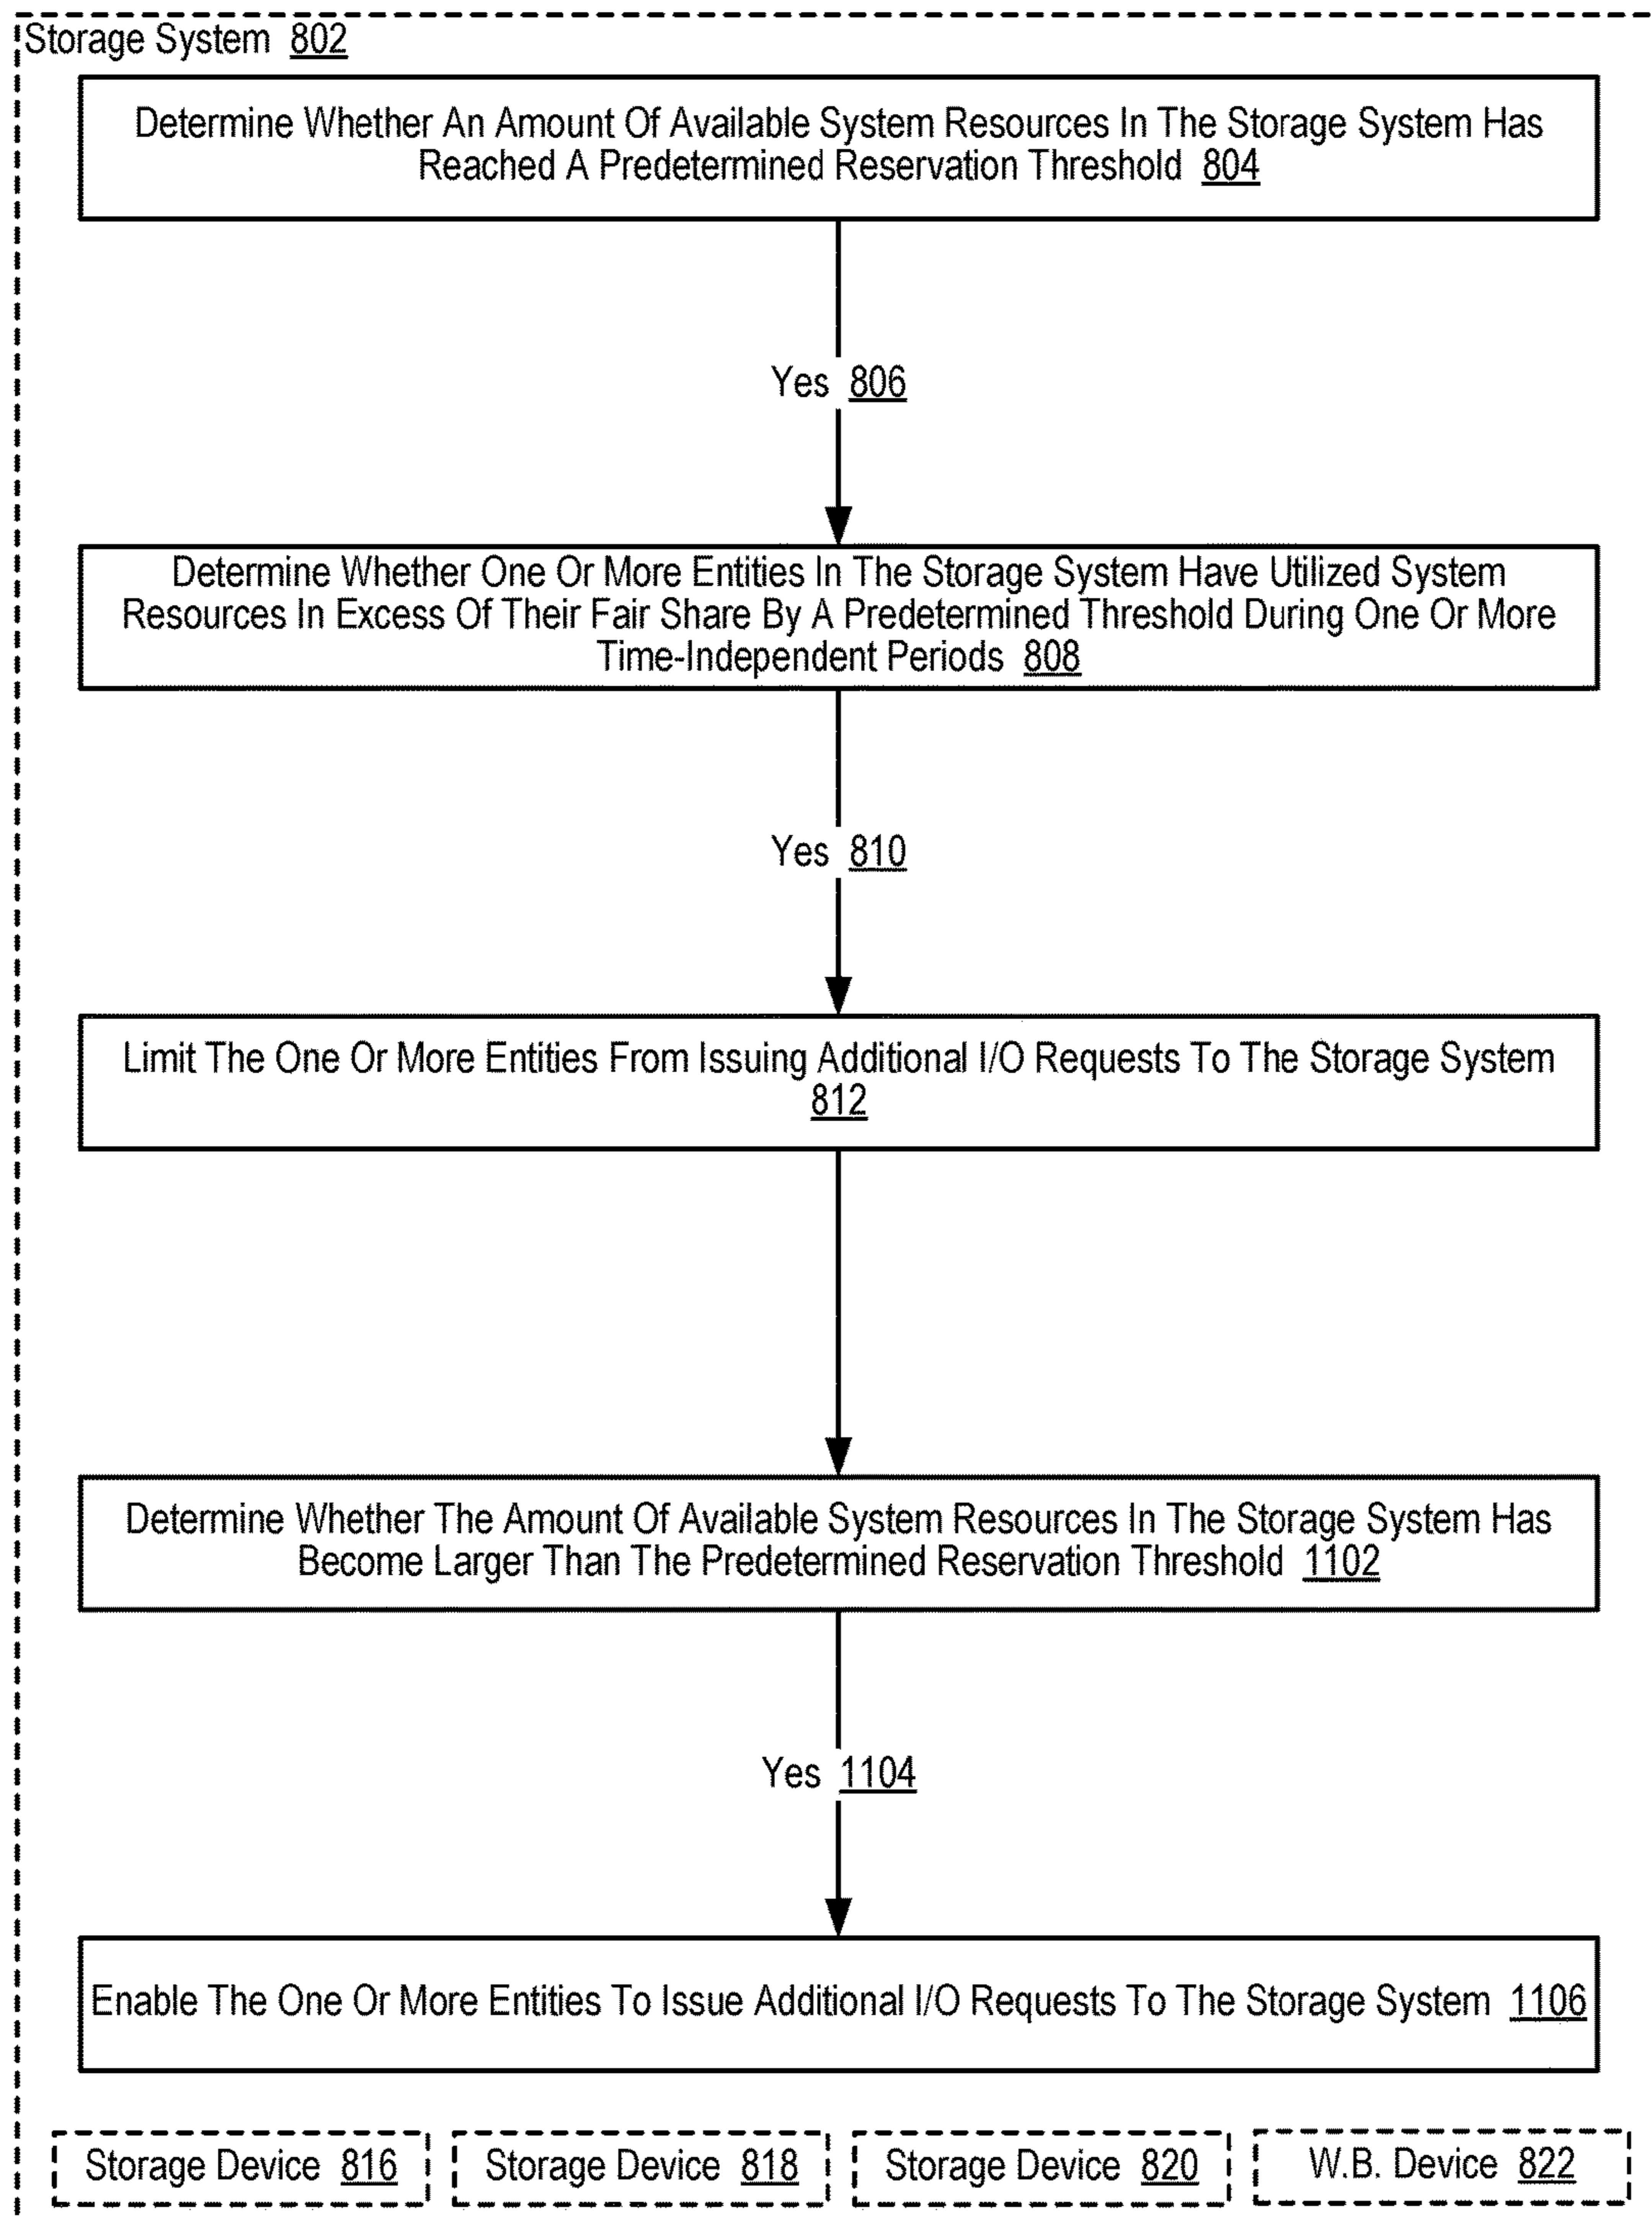 Storage System 802
Determine Whether An Amount Of Available System Resources In The Storage System Has
Reached A Predetermined Reservation Threshold 804
Yes 806
Determine Whether One Or More Entities In The Storage System Have Utilized System
Resources In Excess Of Their Fair Share By A Predetermined Threshold During One Or More
Time-Independent Periods 808
Yes 810
Limit The One Or More Entities From Issuing Additional I/O Requests To The Storage System
812
Determine Whether The Amount Of Available System Resources In The Storage System Has
Become Larger Than The Predetermined Reservation Threshold 1102
Yes 1104
Enable The One Or More Entities To Issue Additional I/O Requests To The Storage System 1106
Storage Device 816
Storage Device 818
Storage Device 820
W.B. Device 822